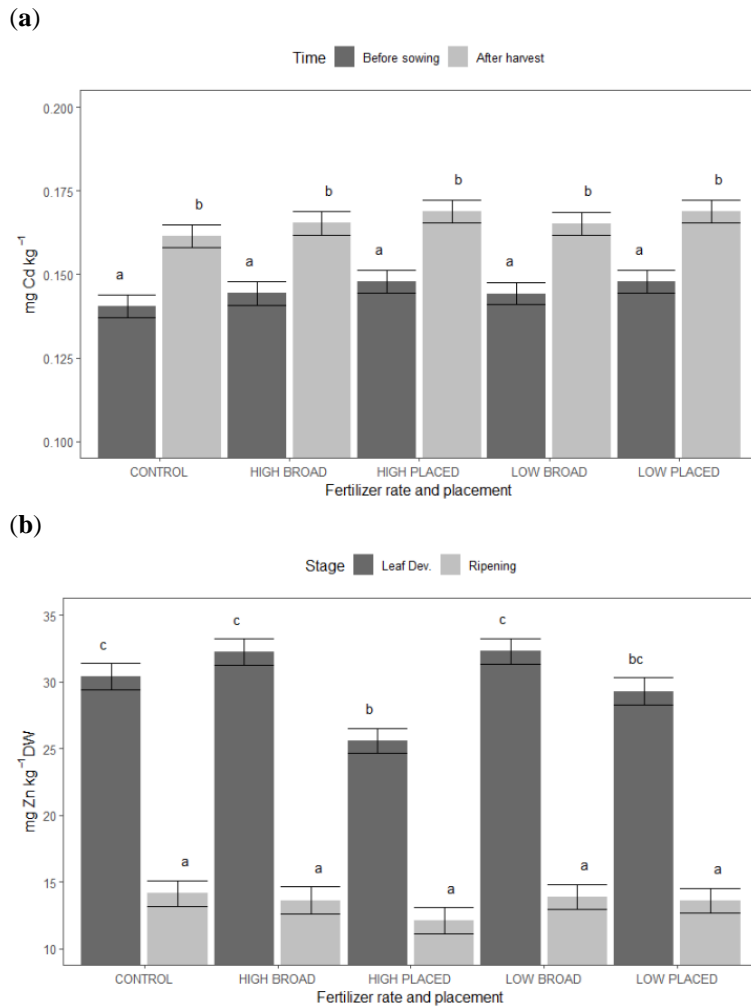 (a)
Time Before sowing After harvest
0.200
0.175
0.150
0.125
0.100
mg Cd kg⁻¹
a b a b a b a b a b
CONTROL HIGH BROAD HIGH PLACED LOW BROAD LOW PLACED
Fertilizer rate and placement
(b)
Stage Leaf Dev. Ripening
35
30
25
20
15
10
mg Zn kg⁻¹DW
c a c a b a c a bc a
CONTROL HIGH BROAD HIGH PLACED LOW BROAD LOW PLACED
Fertilizer rate and placement